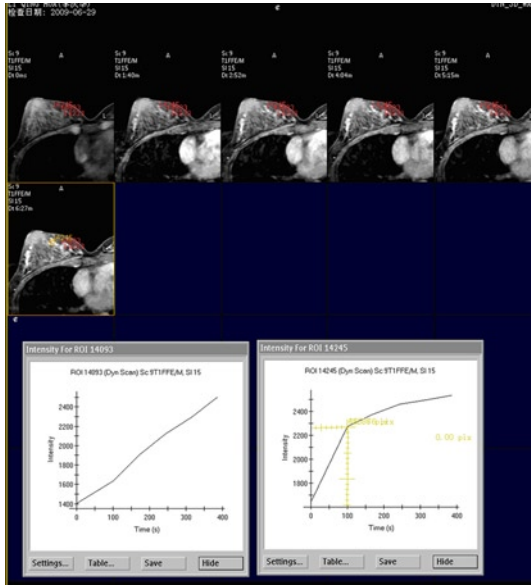 检查日期: 2009-06-29
Sc 9
T1FFE/M
Sl 15
Dt 0ms
A
Sc 9
T1FFE/M
Sl 15
Dt 1:40m
A
Sc 9
T1FFE/M
Sl 15
Dt 2:52m
A
Sc 9
T1FFE/M
Sl 15
Dt 4:04m
A
Sc 9
T1FFE/M
Sl 15
Dt 5:15m
A
Sc 9
T1FFE/M
Sl 15
Dt 6:27m
A
Intensity For ROI 14093
ROI 14093 (Dyn Scan) Sc 9T1FFE/M, Sl 15
Intensity
2400
2200
2000
1800
1600
1400
0
100
200
300
400
Time (s)
Settings...
Table...
Save
Hide
Intensity For ROI 14245
ROI 14245 (Dyn Scan) Sc 9T1FFE/M, Sl 15
Intensity
2400
2200
2000
1800
0.00 pix
0
100
200
300
400
Time (s)
Settings...
Table...
Save
Hide